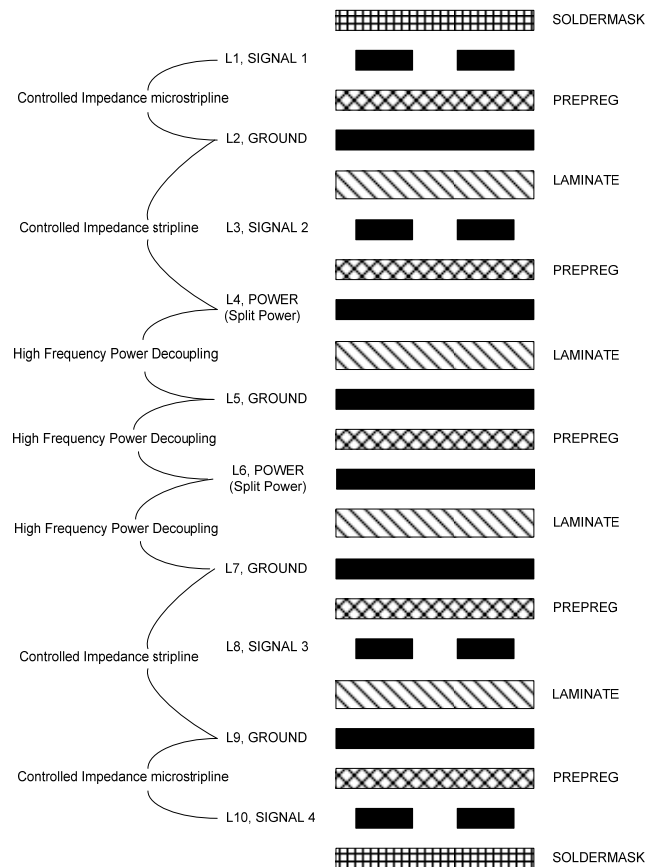 SOLDERMASK
L1, SIGNAL 1
Controlled Impedance microstripline
PREPREG
L2, GROUND
LAMINATE
Controlled Impedance stripline
L3, SIGNAL 2
PREPREG
L4, POWER
(Split Power)
High Frequency Power Decoupling
LAMINATE
L5, GROUND
High Frequency Power Decoupling
PREPREG
L6, POWER
(Split Power)
High Frequency Power Decoupling
LAMINATE
L7, GROUND
PREPREG
Controlled Impedance stripline
L8, SIGNAL 3
LAMINATE
L9, GROUND
Controlled Impedance microstripline
PREPREG
L10, SIGNAL 4
SOLDERMASK